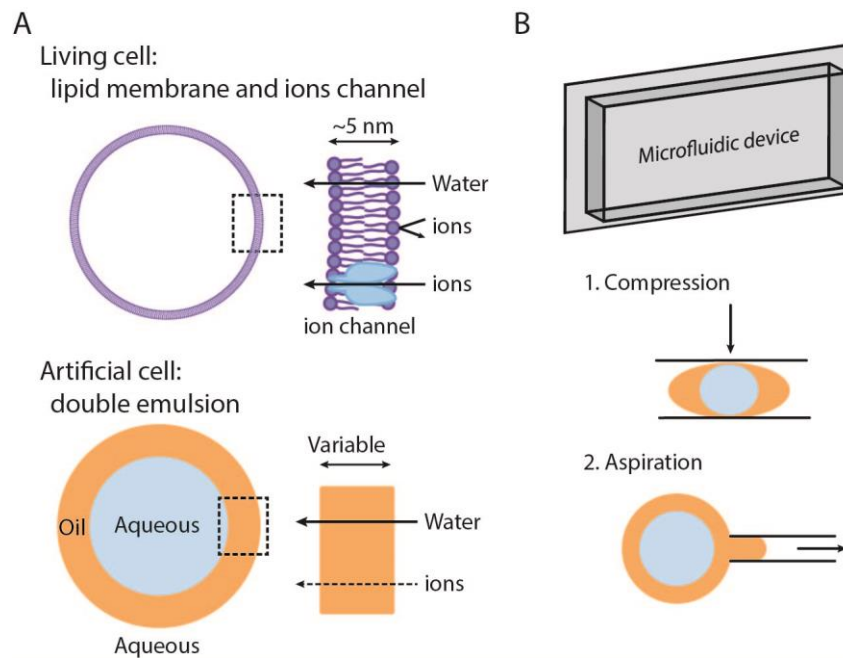 A
Living cell:
lipid membrane and ions channel
~5 nm
Water
ions
ions
ion channel
Artificial cell:
double emulsion
Variable
Oil
Aqueous
Water
ions
Aqueous
B
Microfluidic device
1. Compression
2. Aspiration